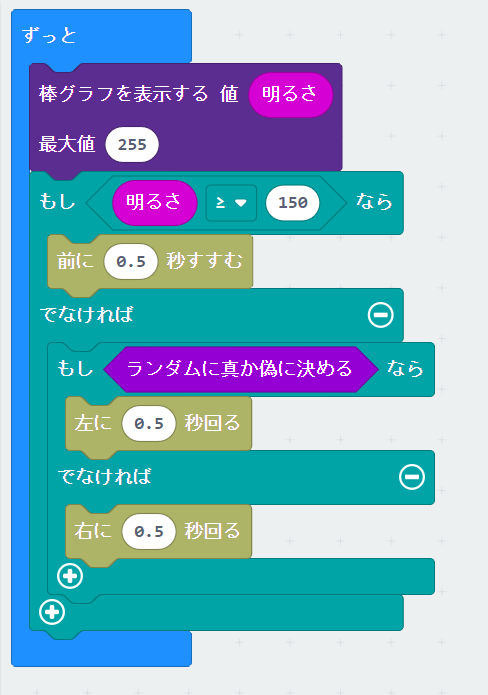 ずっと
棒グラフを表示する 値 明るさ
最大値 255
もし 明るさ ≥ 150 なら
前に 0.5 秒すすむ
でなければ
もし ランダムに真か偽に決める なら
左に 0.5 秒回る
でなければ
右に 0.5 秒回る